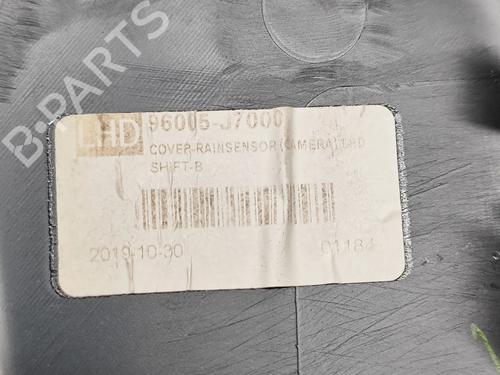 B-PARTS
LHD 96005-J7000
COVER-RAINSENSOR (CAMERA) LHD
SHIFT-B
2019-10-30 01184